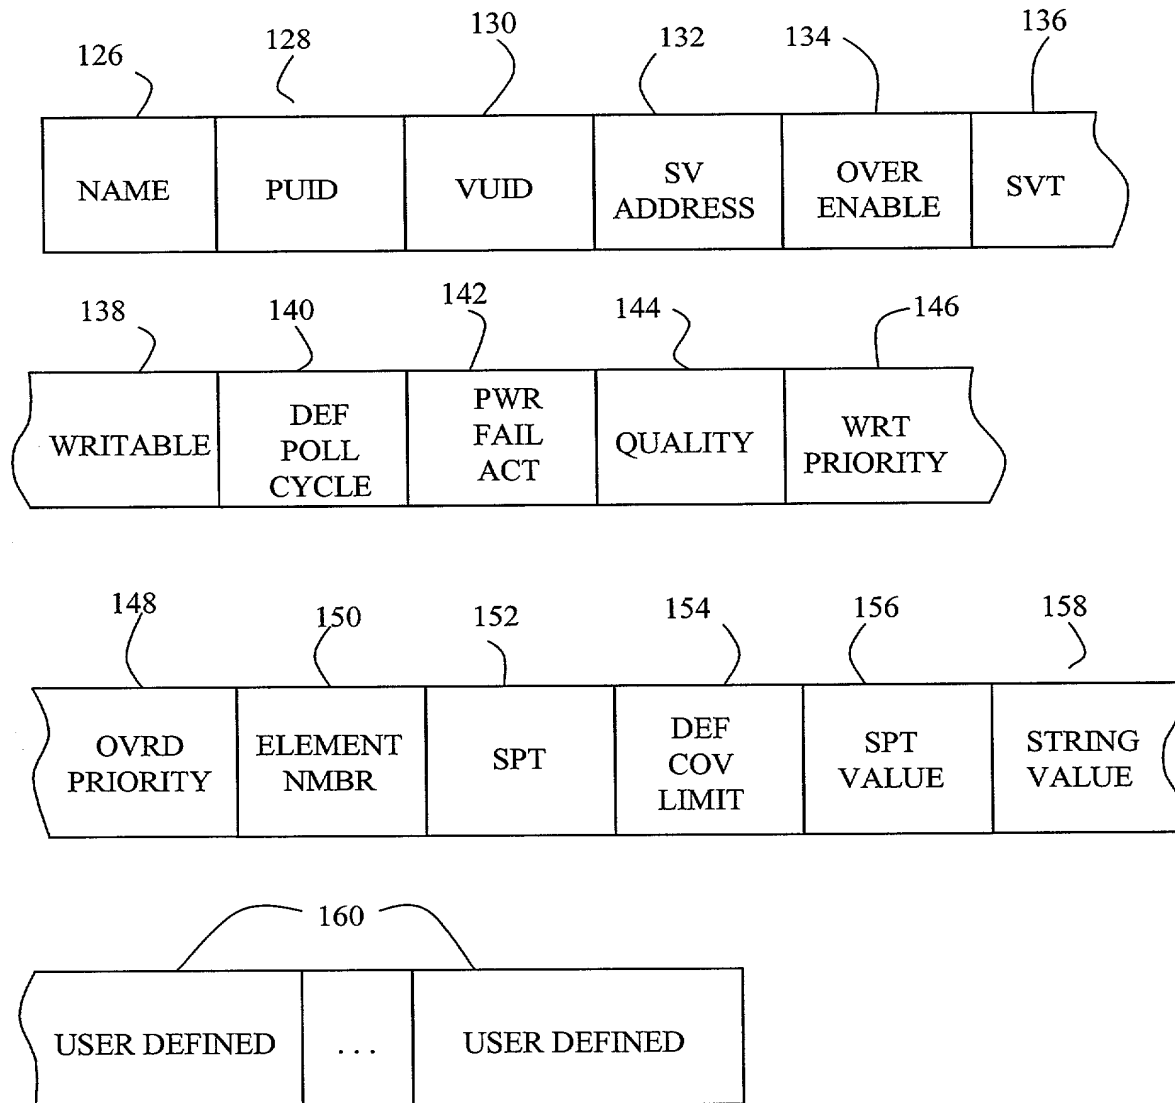 126 128 130 132 134 136
NAME PUID VUID SV ADDRESS OVER ENABLE SVT
138 140 142 144 146
WRITABLE DEF POLL CYCLE PWR FAIL ACT QUALITY WRT PRIORITY
148 150 152 154 156 158
OVRD PRIORITY ELEMENT NMBR SPT DEF COV LIMIT SPT VALUE STRING VALUE
160
USER DEFINED ... USER DEFINED